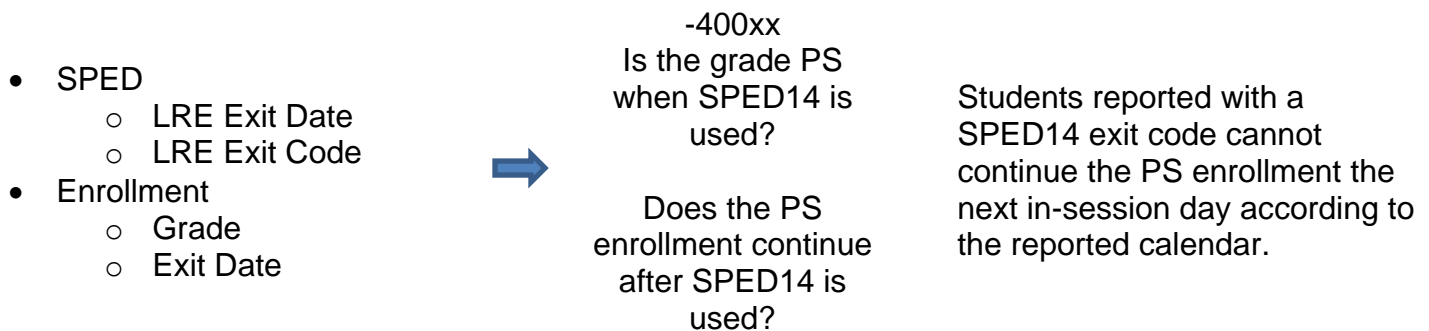 • SPED
o LRE Exit Date
o LRE Exit Code
• Enrollment
o Grade
o Exit Date
-400xx
Is the grade PS
when SPED14 is
used?
Does the PS
enrollment continue
after SPED14 is
used?
Students reported with a
SPED14 exit code cannot
continue the PS enrollment the
next in-session day according to
the reported calendar.